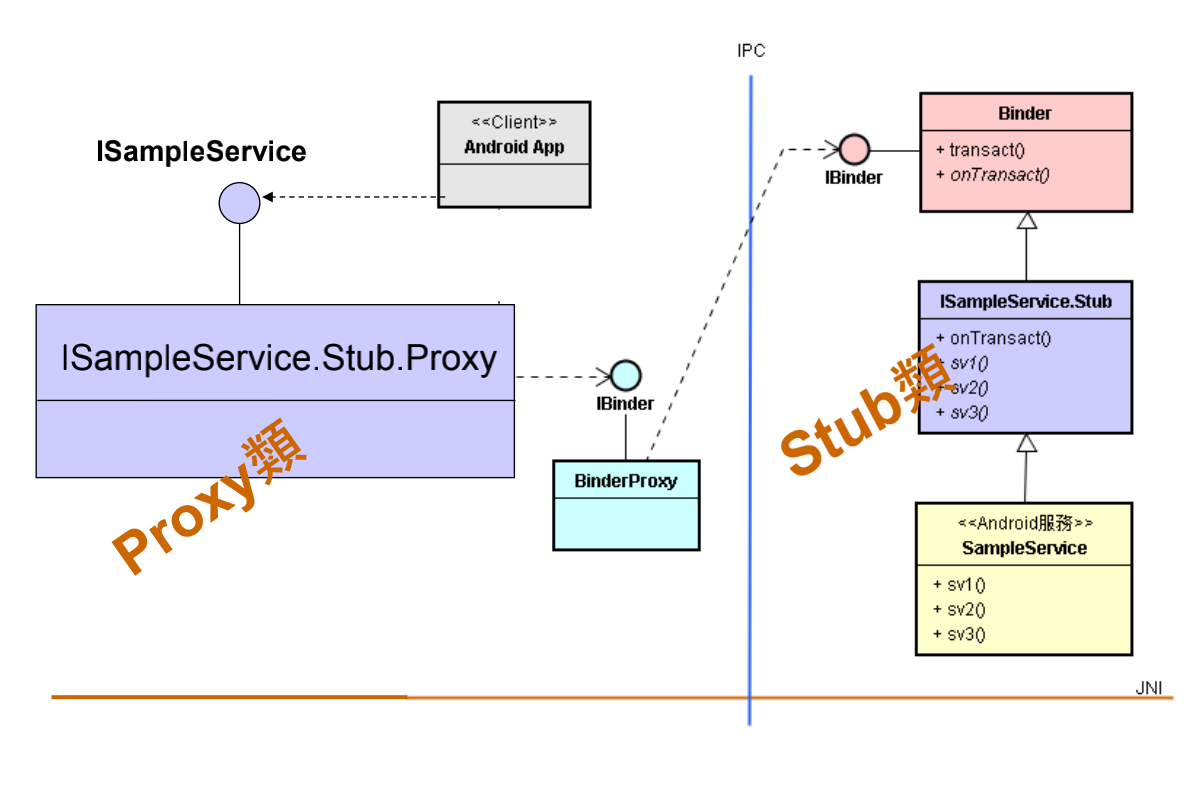 IPC
<<Client>>
Android App
ISampleService
ISampleService.Stub.Proxy
Proxy類
IBinder
BinderProxy
IBinder
Binder
+ transact()
+ onTransact()
ISampleService.Stub
+ onTransact()
+ sv1()
+ sv2()
+ sv3()
Stub類
<<Android服務>>
SampleService
+ sv1()
+ sv2()
+ sv3()
JNI